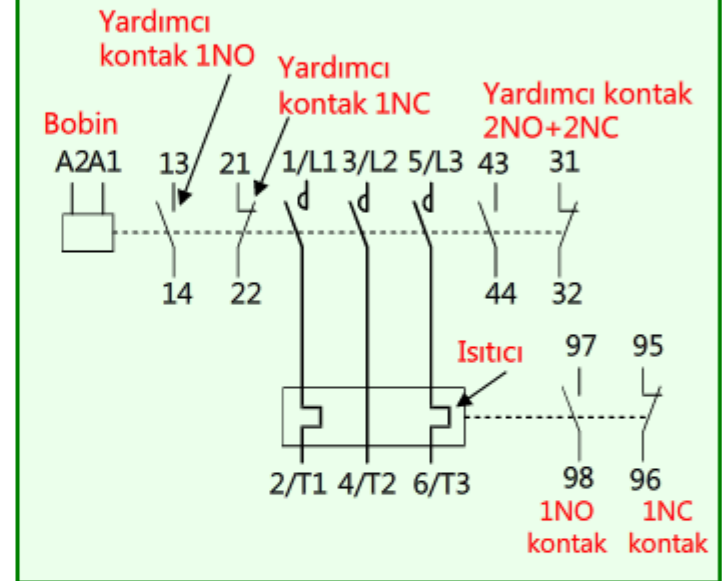 Yardımcı
kontak 1NO
Yardımcı
kontak 1NC
Yardımcı kontak
2NO+2NC
Bobin
A2A1 13 21 1/L1 3/L2 5/L3 43 31
14 22 44 32
Isıtıcı
97 95
2/T1 4/T2 6/T3
98 96
1NO 1NC
kontak kontak